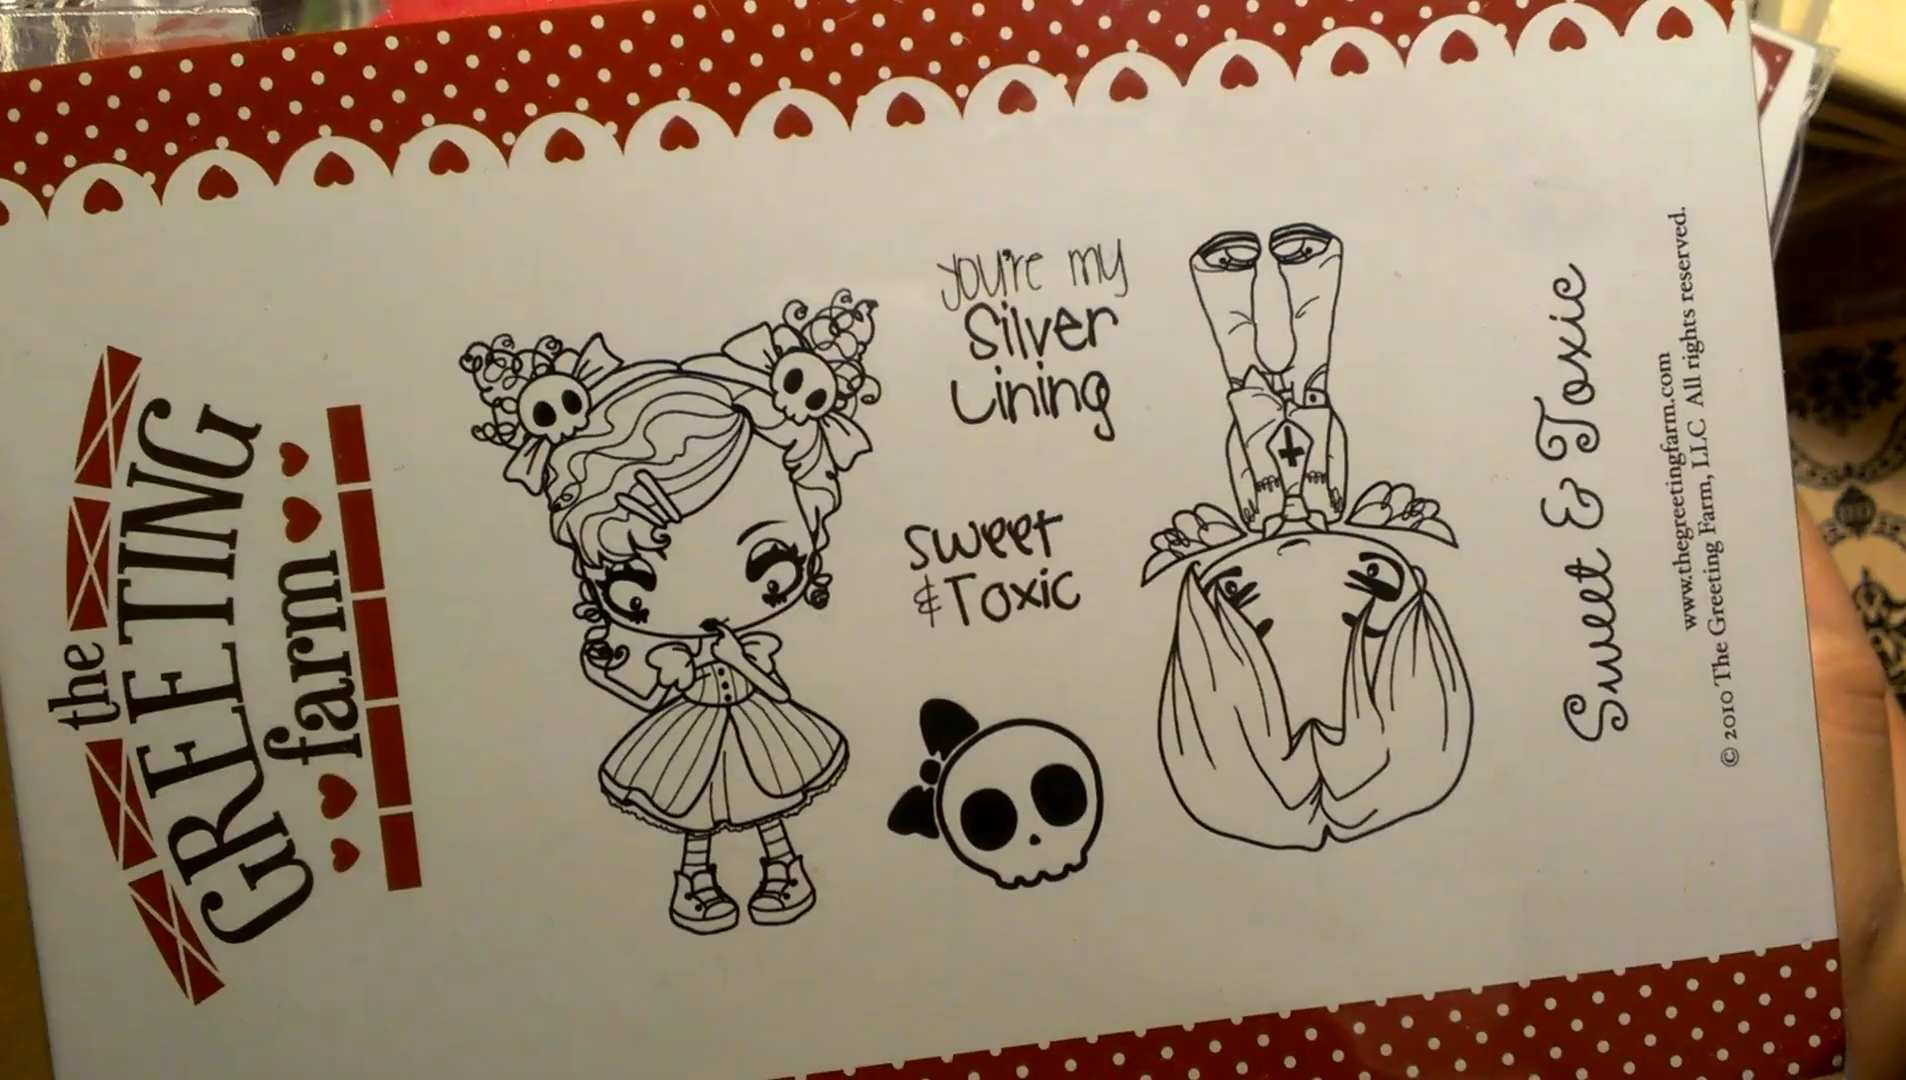 the
GREETING
farm
you're my
Silver
Lining
sweet
& Toxic
Sweet & Toxic
www.thegreetingfarm.com
© 2010 The Greeting Farm, LLC All rights reserved.